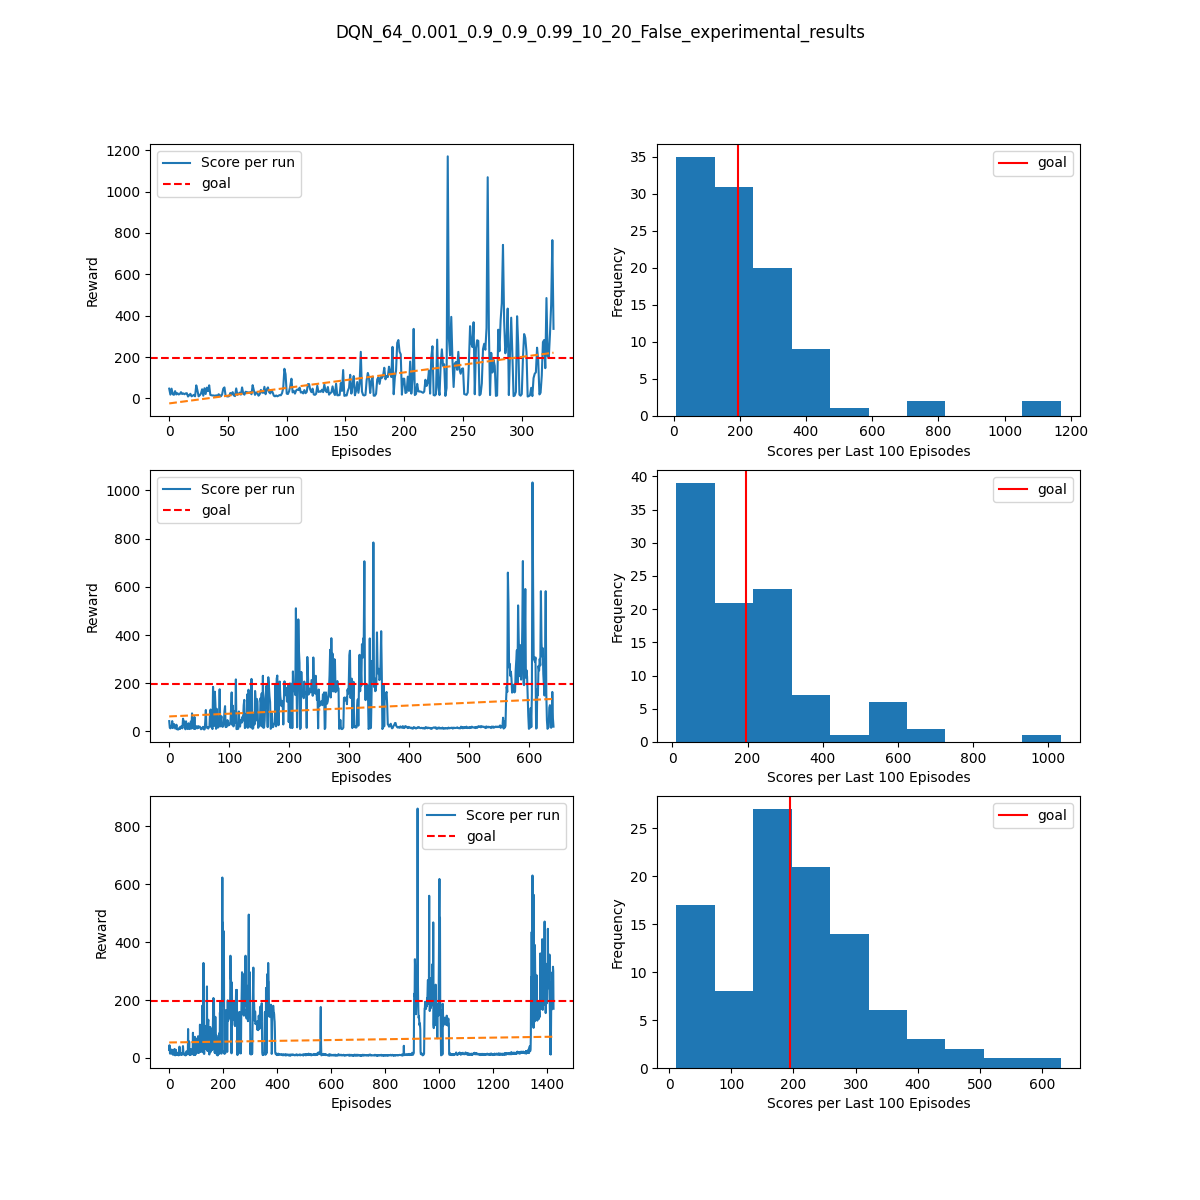 DQN_64_0.001_0.9_0.9_0.99_10_20_False_experimental_results
Score per run
goal
Reward
1200
1000
800
600
400
200
0
0 50 100 150 200 250 300
Episodes
goal
Frequency
35
30
25
20
15
10
5
0
0 200 400 600 800 1000 1200
Scores per Last 100 Episodes
Score per run
goal
Reward
1000
800
600
400
200
0
0 100 200 300 400 500 600
Episodes
goal
Frequency
40
35
30
25
20
15
10
5
0
0 200 400 600 800 1000
Scores per Last 100 Episodes
Score per run
goal
Reward
800
600
400
200
0
0 200 400 600 800 1000 1200 1400
Episodes
goal
Frequency
25
20
15
10
5
0
0 100 200 300 400 500 600
Scores per Last 100 Episodes